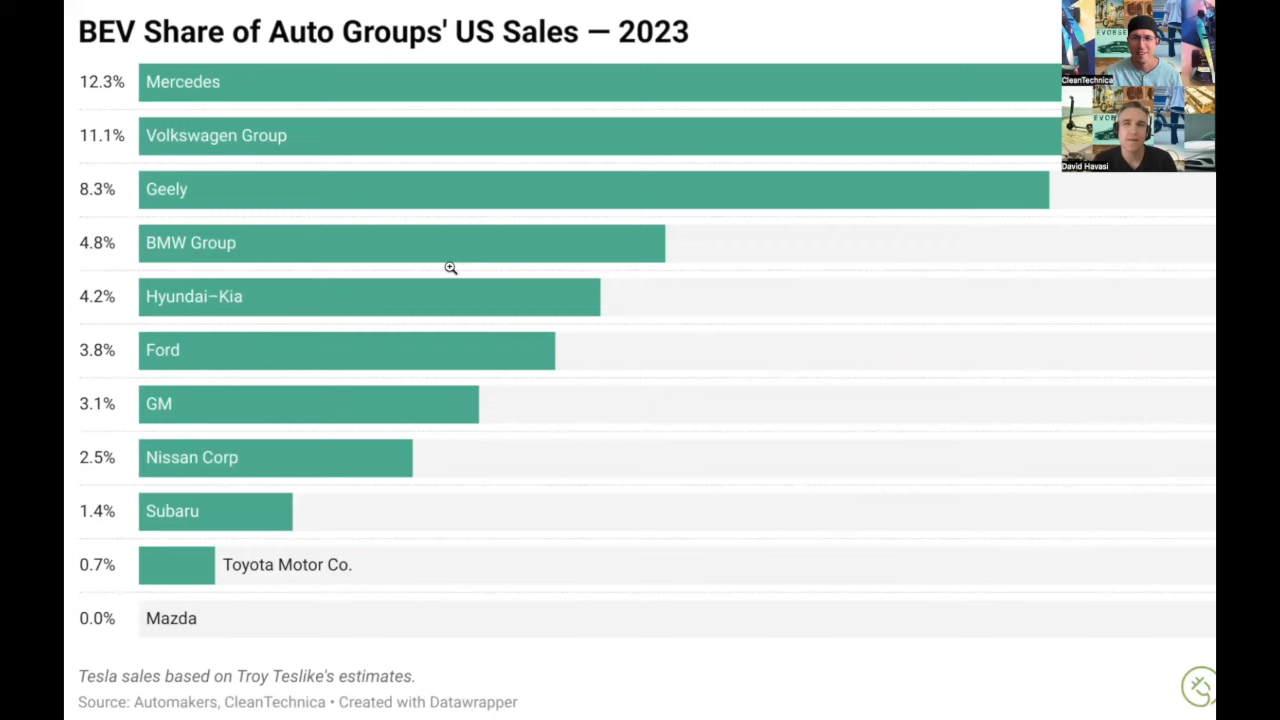 BEV Share of Auto Groups' US Sales — 2023
12.3% Mercedes
11.1% Volkswagen Group
8.3% Geely
4.8% BMW Group
4.2% Hyundai–Kia
3.8% Ford
3.1% GM
2.5% Nissan Corp
1.4% Subaru
0.7% Toyota Motor Co.
0.0% Mazda
Tesla sales based on Troy Teslike's estimates.
Source: Automakers, CleanTechnica • Created with Datawrapper
CleanTechnica
David Havasi